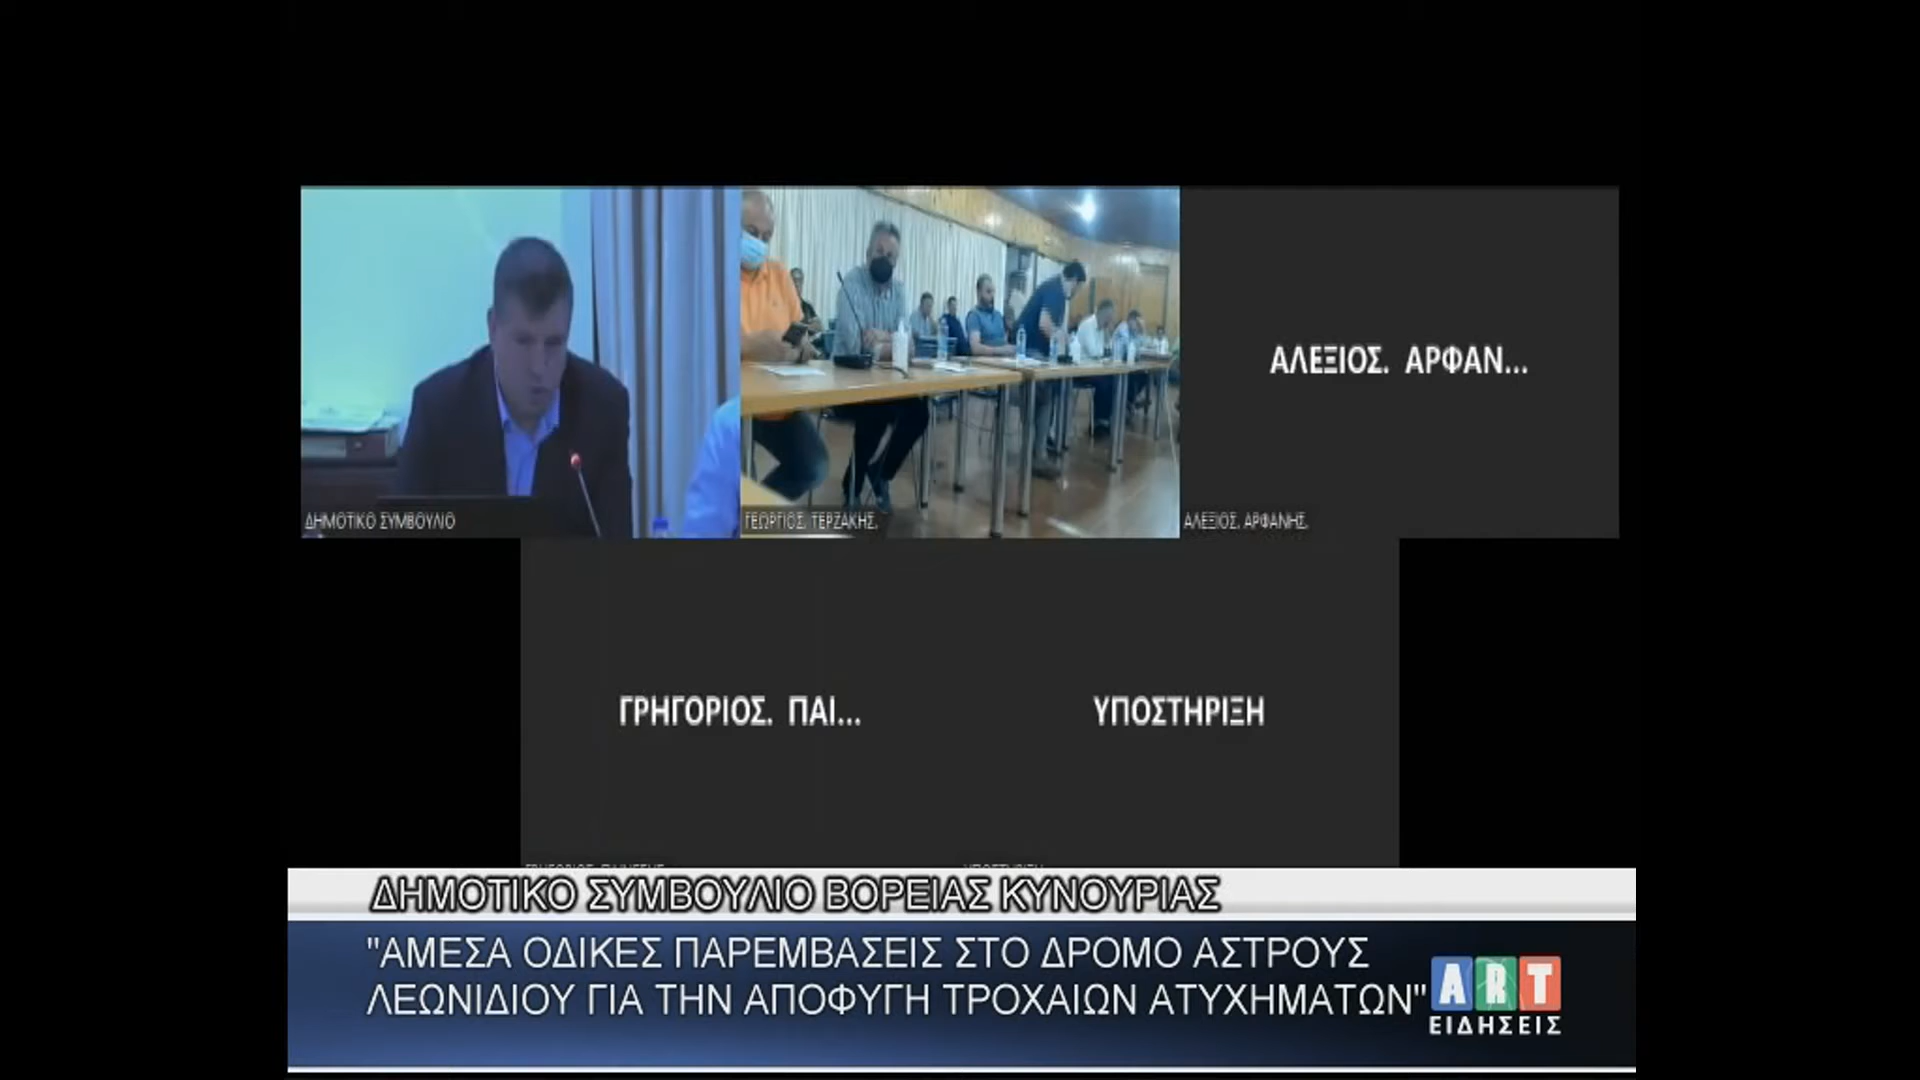 ΑΛΕΞΙΟΣ. ΑΡΦΑΝ...
ΔΗΜΟΤΙΚΟ ΣΥΜΒΟΥΛΙΟ
ΓΕΩΡΓΙΟΣ. ΤΕΡΖΑΚΗΣ.
ΑΛΕΞΙΟΣ. ΑΡΦΑΝΗΣ.
ΓΡΗΓΟΡΙΟΣ. ΠΑΙ...
ΥΠΟΣΤΗΡΙΞΗ
ΔΗΜΟΤΙΚΟ ΣΥΜΒΟΥΛΙΟ ΒΟΡΕΙΑΣ ΚΥΝΟΥΡΙΑΣ
"ΑΜΕΣΑ ΟΔΙΚΕΣ ΠΑΡΕΜΒΑΣΕΙΣ ΣΤΟ ΔΡΟΜΟ ΑΣΤΡΟΥΣ
ΛΕΩΝΙΔΙΟΥ ΓΙΑ ΤΗΝ ΑΠΟΦΥΓΗ ΤΡΟΧΑΙΩΝ ΑΤΥΧΗΜΑΤΩΝ"
ART
ΕΙΔΗΣΕΙΣ